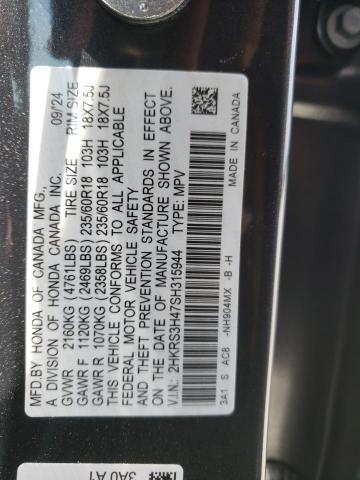 MFD.BY HONDA OF CANADA MFG.,
A DIVISION OF HONDA CANADA INC. 09/24
GVWR 2160KG (4761LBS) TIRE SIZE RIM SIZE
GAWR F 1120KG (2469LBS) 235/60R18 103H 18X7.5J
GAWR R 1070KG (2358LBS) 235/60R18 103H 18X7.5J
THIS VEHICLE CONFORMS TO ALL APPLICABLE
FEDERAL MOTOR VEHICLE SAFETY, BUMPER,
AND THEFT PREVENTION STANDARDS IN EFFECT
ON THE DATE OF MANUFACTURE SHOWN ABOVE.
V.I.N.: 2HKRS3H47SH315944 TYPE: MPV
3A1 S AC8 -NH904MX -B -H
MADE IN CANADA
3A0 A1